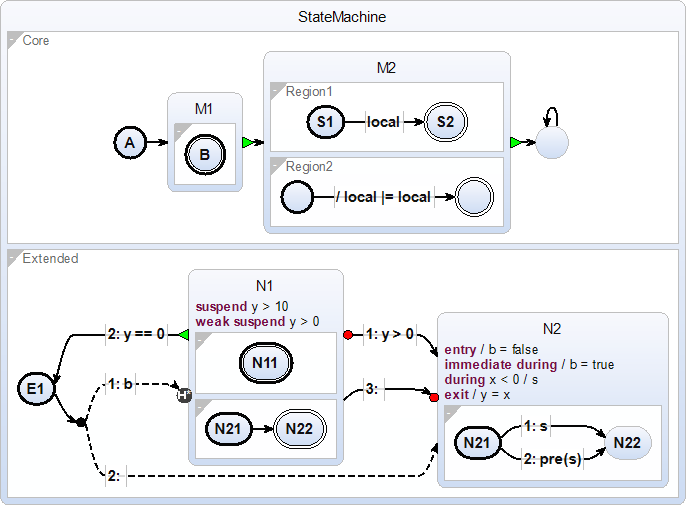 StateMachine
Core
A
M1
B
M2
Region1
S1
local
S2
Region2
/ local |= local
Extended
E1
2: y == 0
1: b
2:
H*
N1
suspend y > 10
weak suspend y > 0
N11
N21
N22
1: y > 0
3:
N2
entry / b = false
immediate during / b = true
during x < 0 / s
exit / y = x
N21
1: s
2: pre(s)
N22